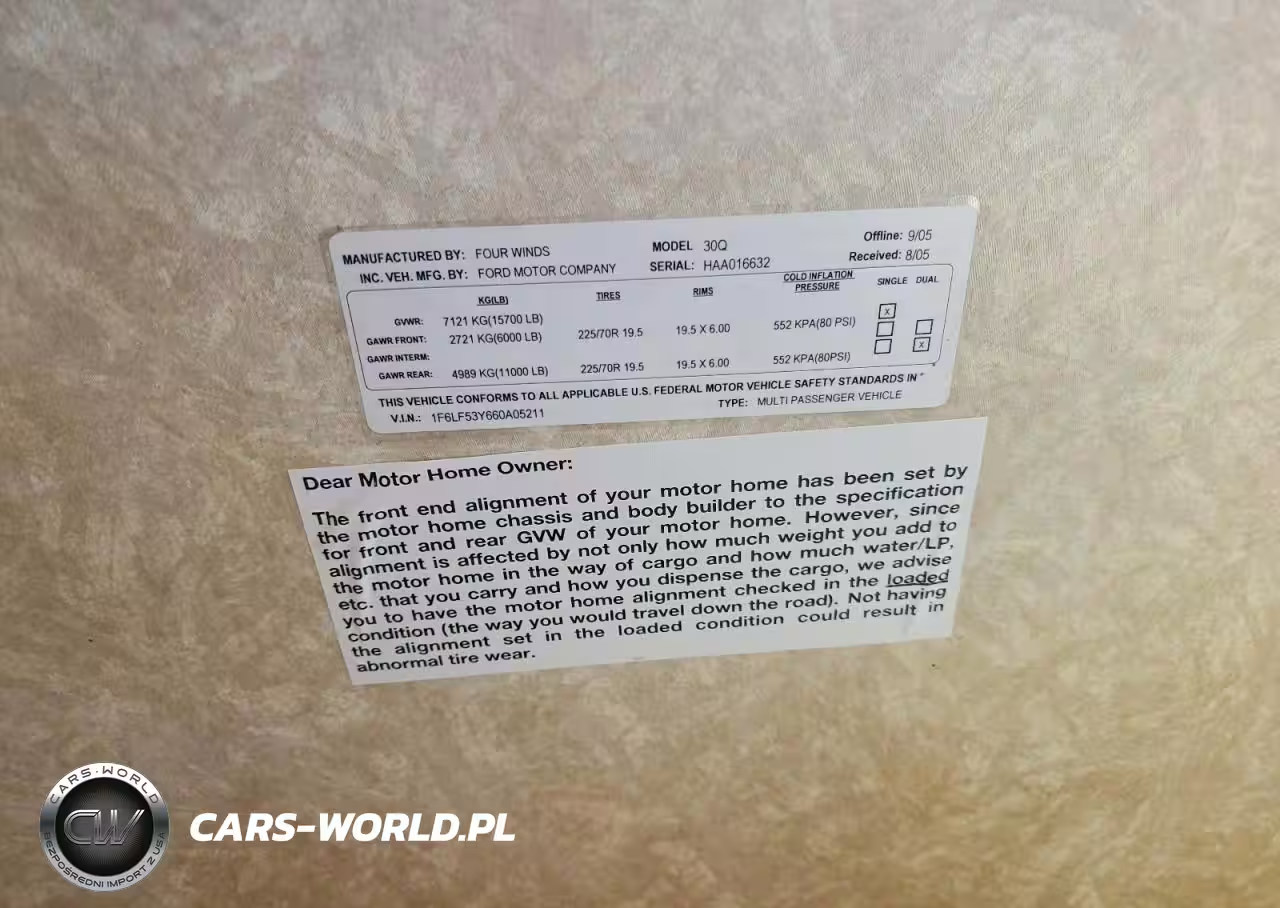 MANUFACTURED BY: FOUR WINDS MODEL 30Q Offline: 9/05
INC. VEH. MFG. BY: FORD MOTOR COMPANY SERIAL: HAA016632 Received: 8/05
KG(LB) TIRES RIMS COLD INFLATION PRESSURE SINGLE DUAL
GVWR: 7121 KG(15700 LB) X
GAWR FRONT: 2721 KG(6000 LB) 225/70R 19.5 19.5 X 6.00 552 KPA(80 PSI)
GAWR INTERM:
GAWR REAR: 4989 KG(11000 LB) 225/70R 19.5 19.5 X 6.00 552 KPA(80PSI) X
THIS VEHICLE CONFORMS TO ALL APPLICABLE U.S. FEDERAL MOTOR VEHICLE SAFETY STANDARDS IN
V.I.N.: 1F6LF53Y660A05211 TYPE: MULTI PASSENGER VEHICLE
Dear Motor Home Owner:
The front end alignment of your motor home has been set by
the motor home chassis and body builder to the specification
for front and rear GVW of your motor home. However, since
alignment is affected by not only how much weight you add to
the motor home in the way of cargo and how much water/LP,
etc. that you carry and how you dispense the cargo, we advise
you to have the motor home alignment checked in the loaded
condition (the way you would travel down the road). Not having
the alignment set in the loaded condition could result in
abnormal tire wear.
CARS-WORLD
CW
BEZPOŚREDNI IMPORT Z USA
CARS-WORLD.PL